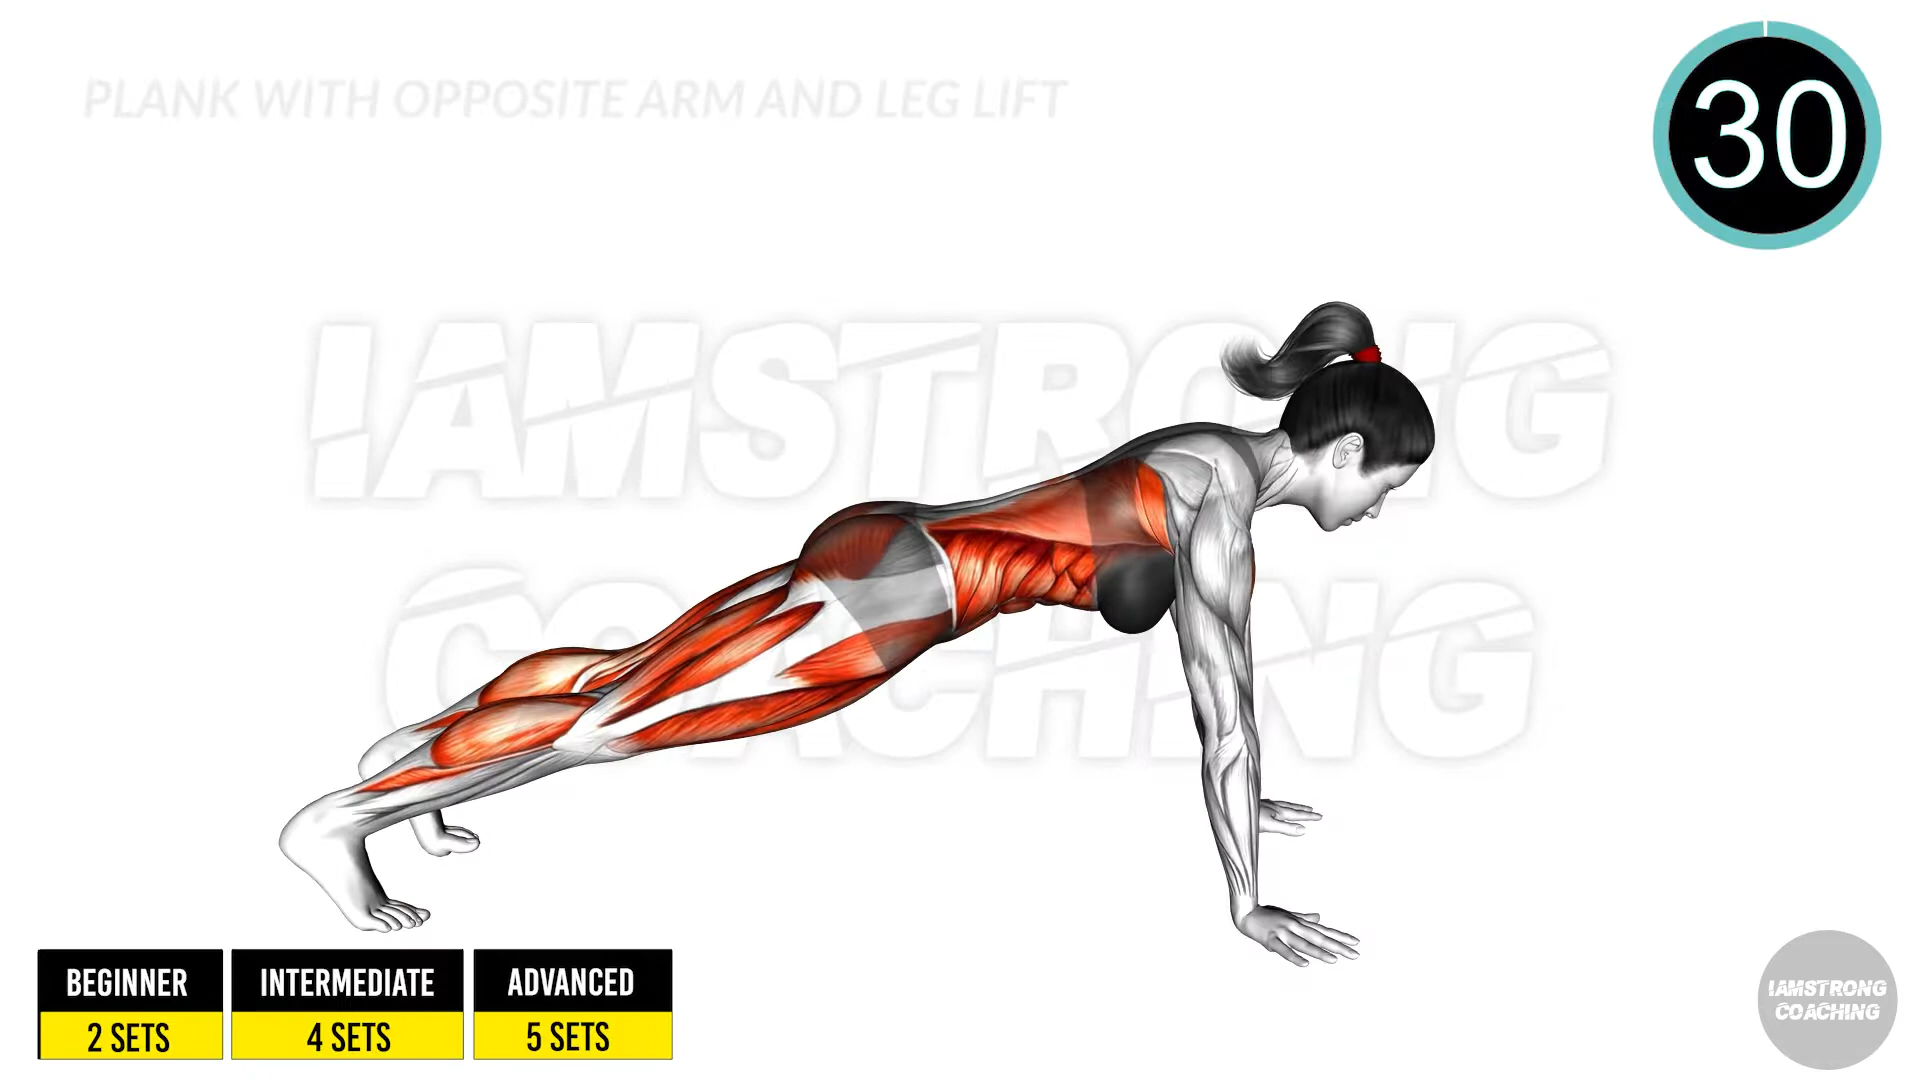 PLANK WITH OPPOSITE ARM AND LEG LIFT
30
IAMSTRONG
COACHING
BEGINNER
2 SETS
INTERMEDIATE
4 SETS
ADVANCED
5 SETS
IAMSTRONG
COACHING